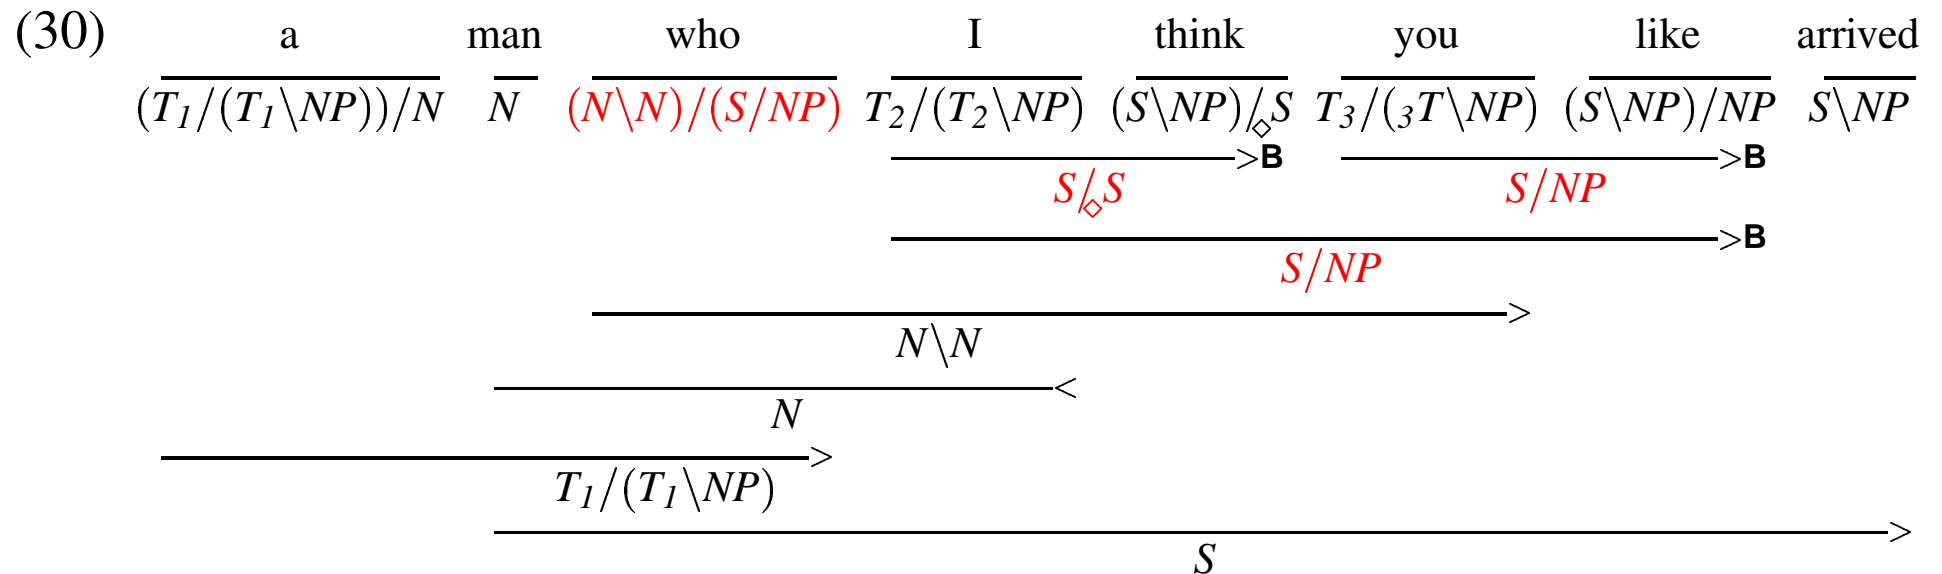 (30) a man who I think you like arrived
(T₁/(T₁\NP))/N N (N\N)/(S/NP) T₂/(T₂\NP) (S\NP)/⋄S T₃/(₃T\NP) (S\NP)/NP S\NP
>B >B
S/⋄S S/NP
>B
S/NP
>
N\N
<
N
>
T₁/(T₁\NP)
>
S